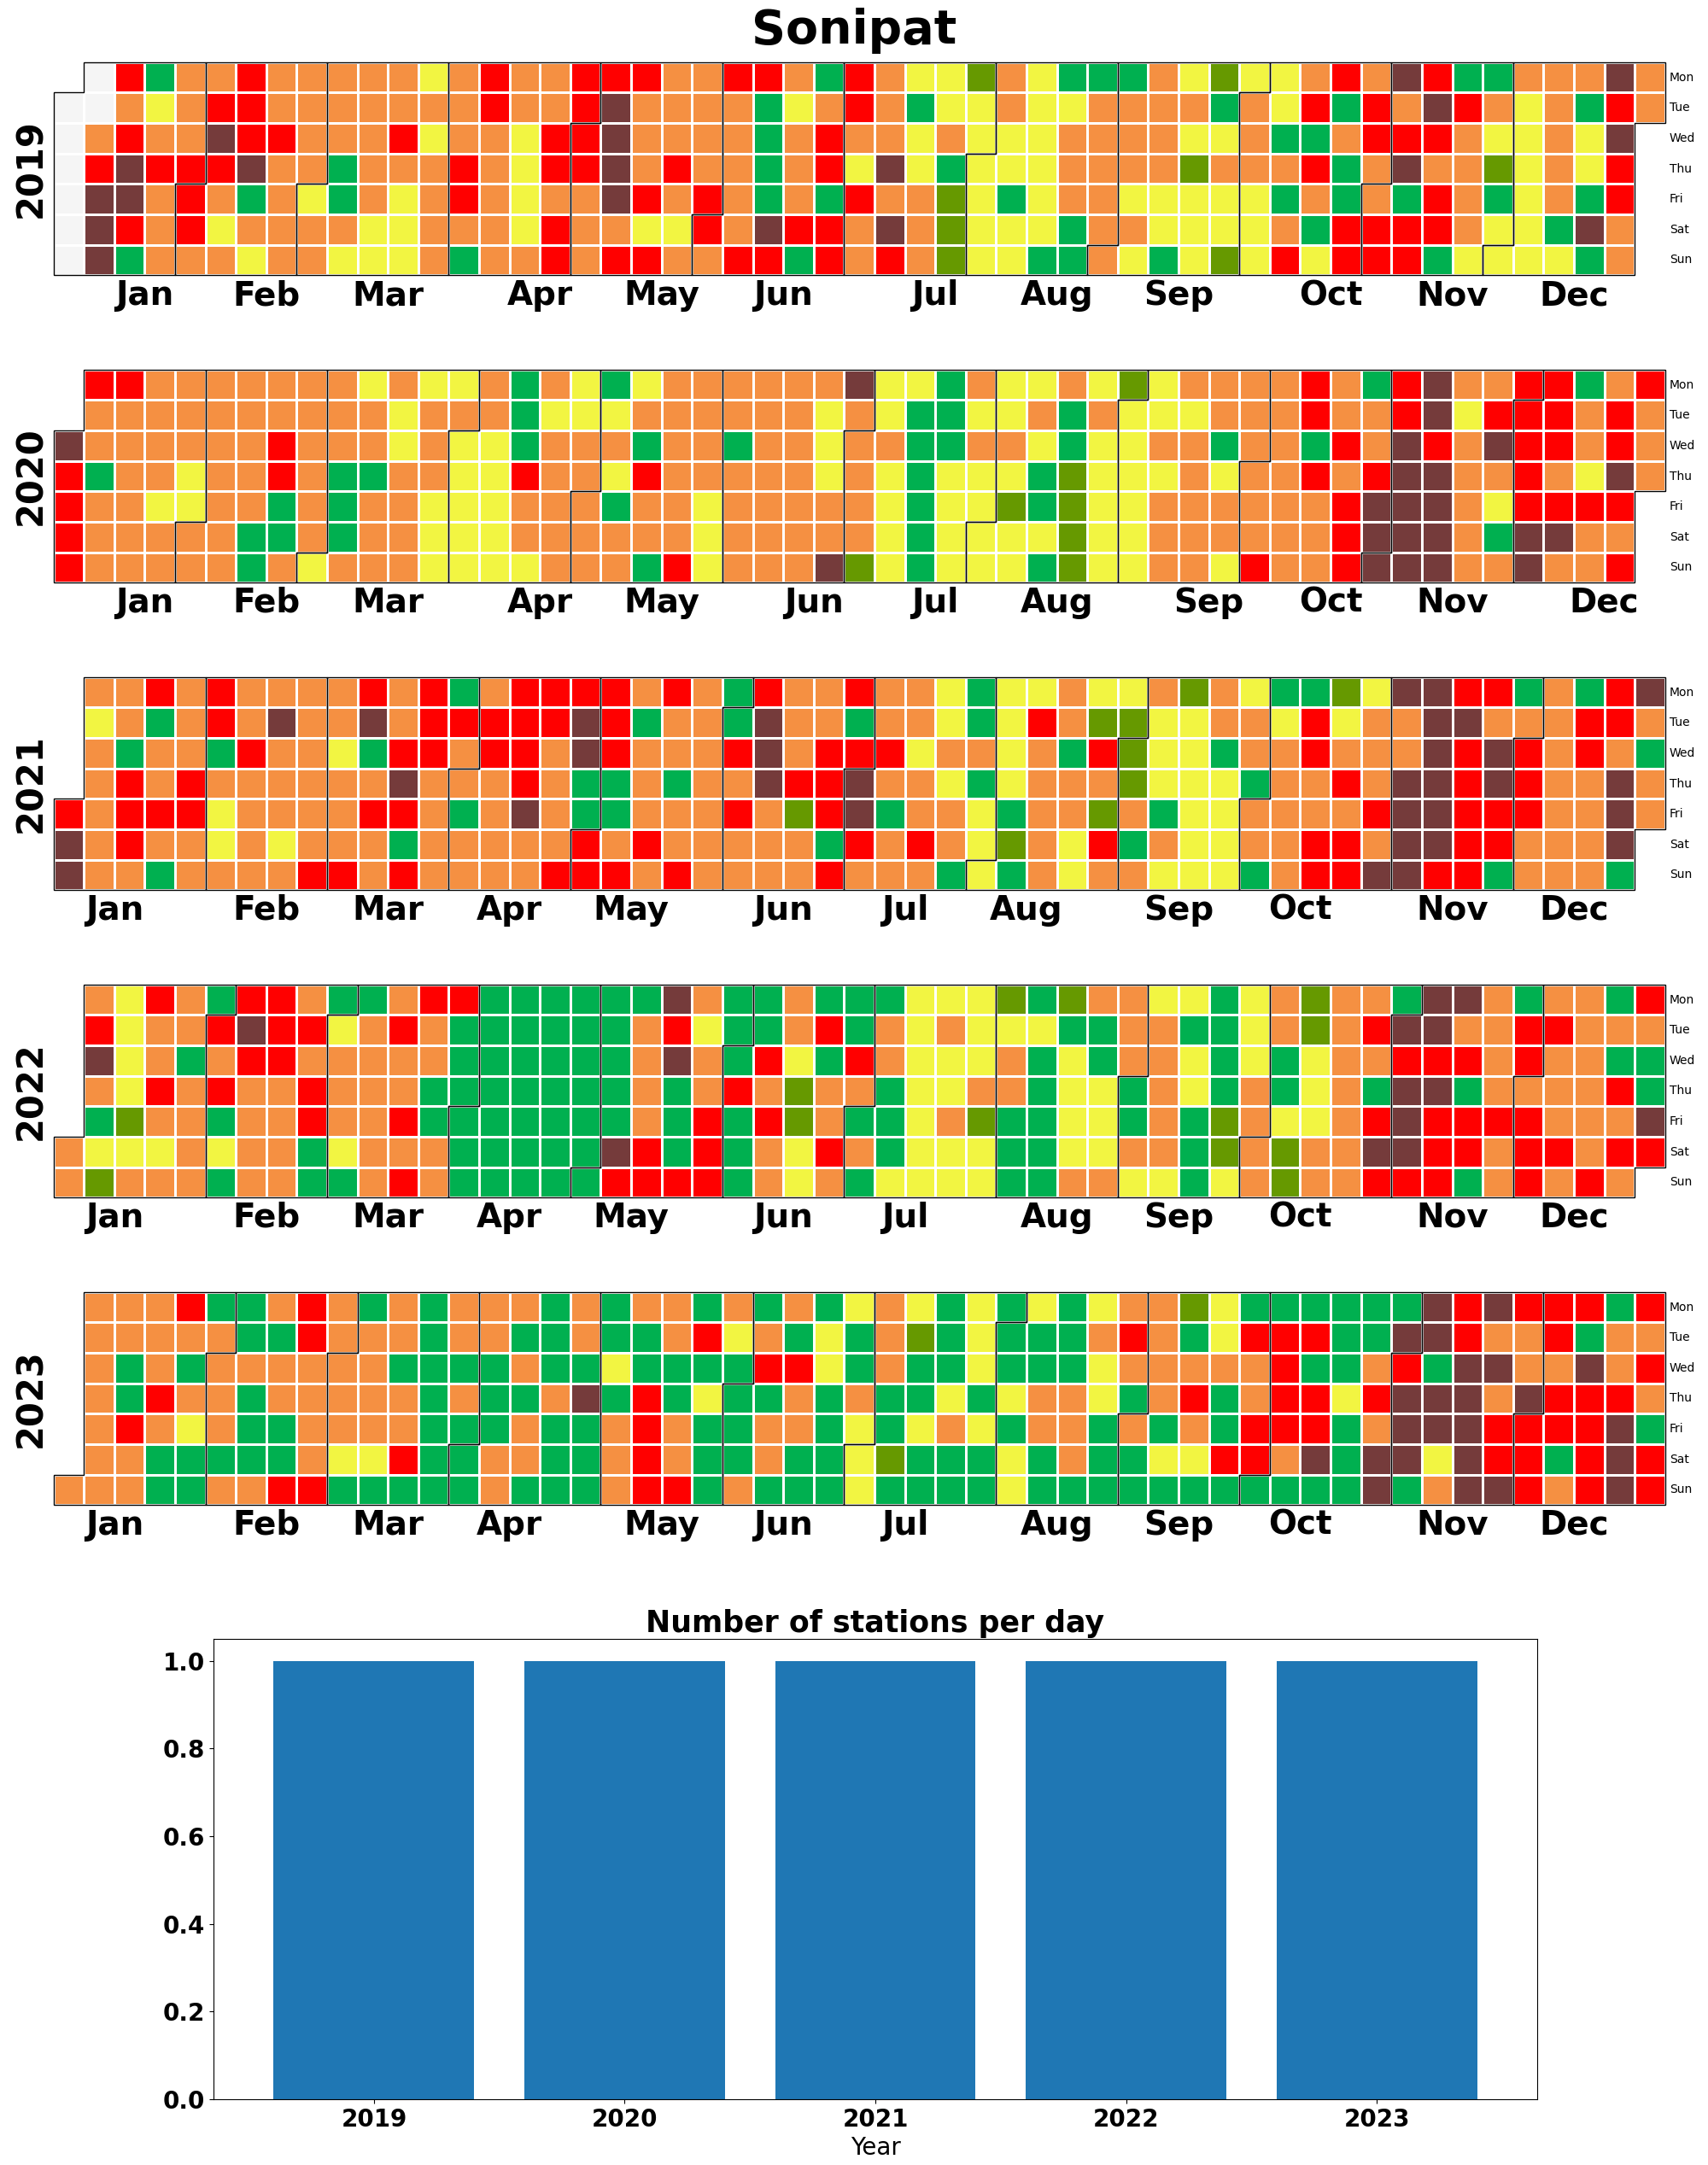 Sonipat
2019
Mon
Tue
Wed
Thu
Fri
Sat
Sun
Jan Feb Mar Apr May Jun Jul Aug Sep Oct Nov Dec
2020
Mon
Tue
Wed
Thu
Fri
Sat
Sun
Jan Feb Mar Apr May Jun Jul Aug Sep Oct Nov Dec
2021
Mon
Tue
Wed
Thu
Fri
Sat
Sun
Jan Feb Mar Apr May Jun Jul Aug Sep Oct Nov Dec
2022
Mon
Tue
Wed
Thu
Fri
Sat
Sun
Jan Feb Mar Apr May Jun Jul Aug Sep Oct Nov Dec
2023
Mon
Tue
Wed
Thu
Fri
Sat
Sun
Jan Feb Mar Apr May Jun Jul Aug Sep Oct Nov Dec
Number of stations per day
1.0
0.8
0.6
0.4
0.2
0.0
2019 2020 2021 2022 2023
Year